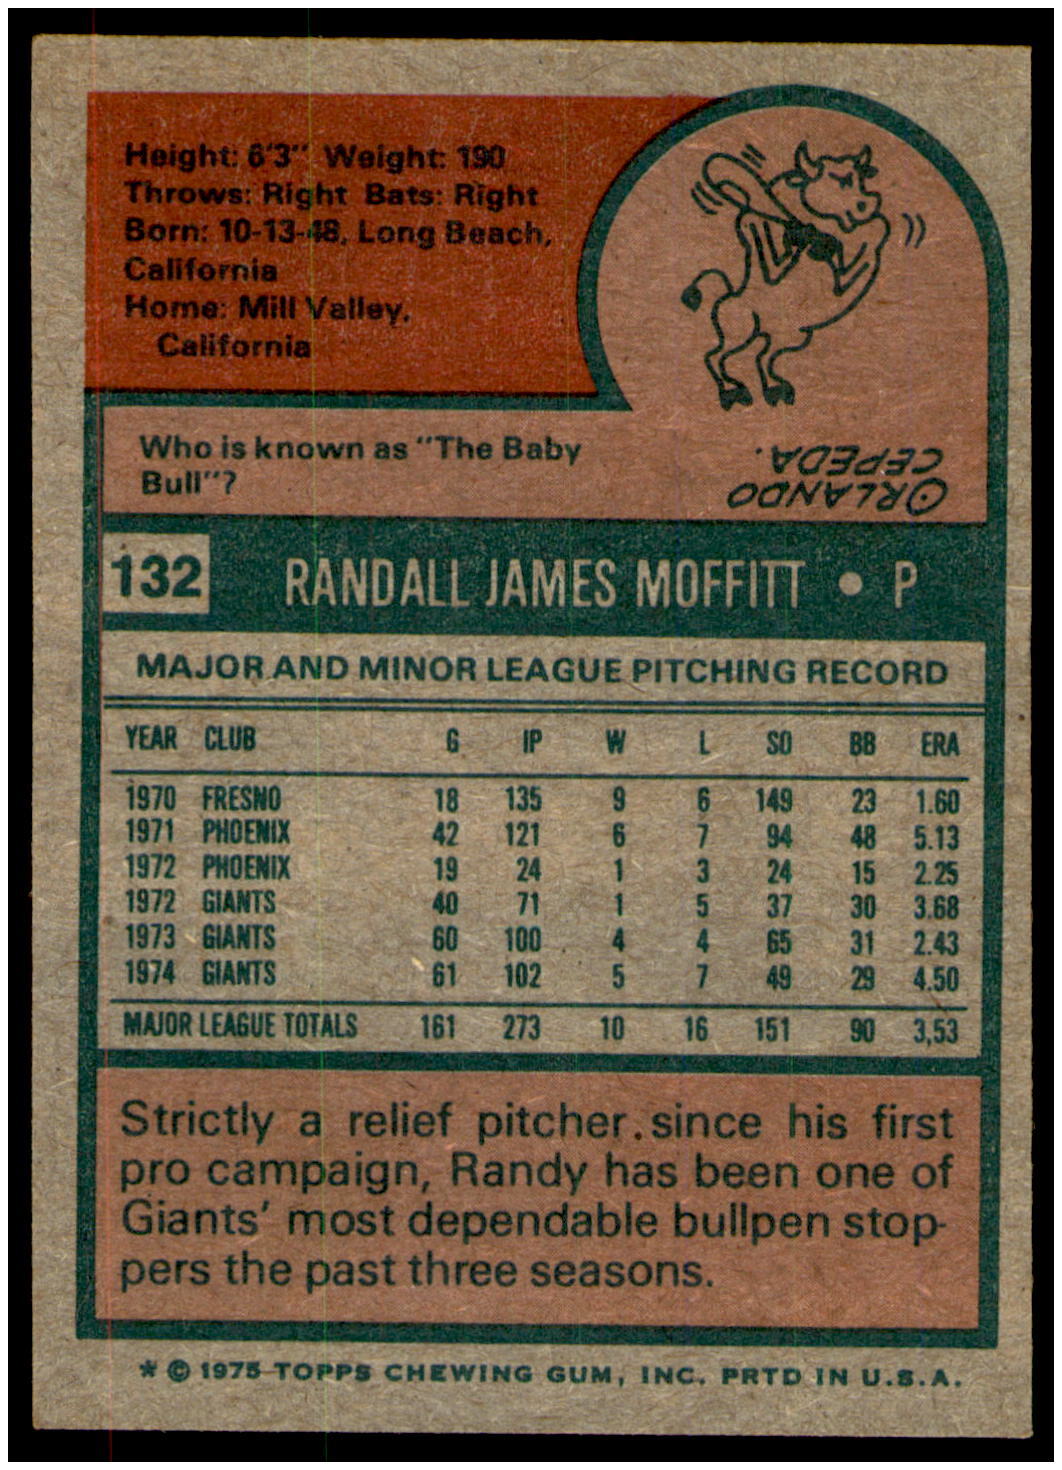 Height: 6'3" Weight: 190
Throws: Right Bats: Right
Born: 10-13-48, Long Beach,
California
Home: Mill Valley,
California
Who is known as "The Baby
Bull"?
ORLANDO
CEPEDA.
132 RANDALL JAMES MOFFITT • P
MAJOR AND MINOR LEAGUE PITCHING RECORD
YEAR CLUB G IP W L SO BB ERA
1970 FRESNO 18 135 9 6 149 23 1.60
1971 PHOENIX 42 121 6 7 94 48 5.13
1972 PHOENIX 19 24 1 3 24 15 2.25
1972 GIANTS 40 71 1 5 37 30 3.68
1973 GIANTS 60 100 4 4 65 31 2.43
1974 GIANTS 61 102 5 7 49 29 4.50
MAJOR LEAGUE TOTALS 161 273 10 16 151 90 3,53
Strictly a relief pitcher since his first
pro campaign, Randy has been one of
Giants' most dependable bullpen stop-
pers the past three seasons.
* © 1975 TOPPS CHEWING GUM, INC. PRTD IN U.S.A.